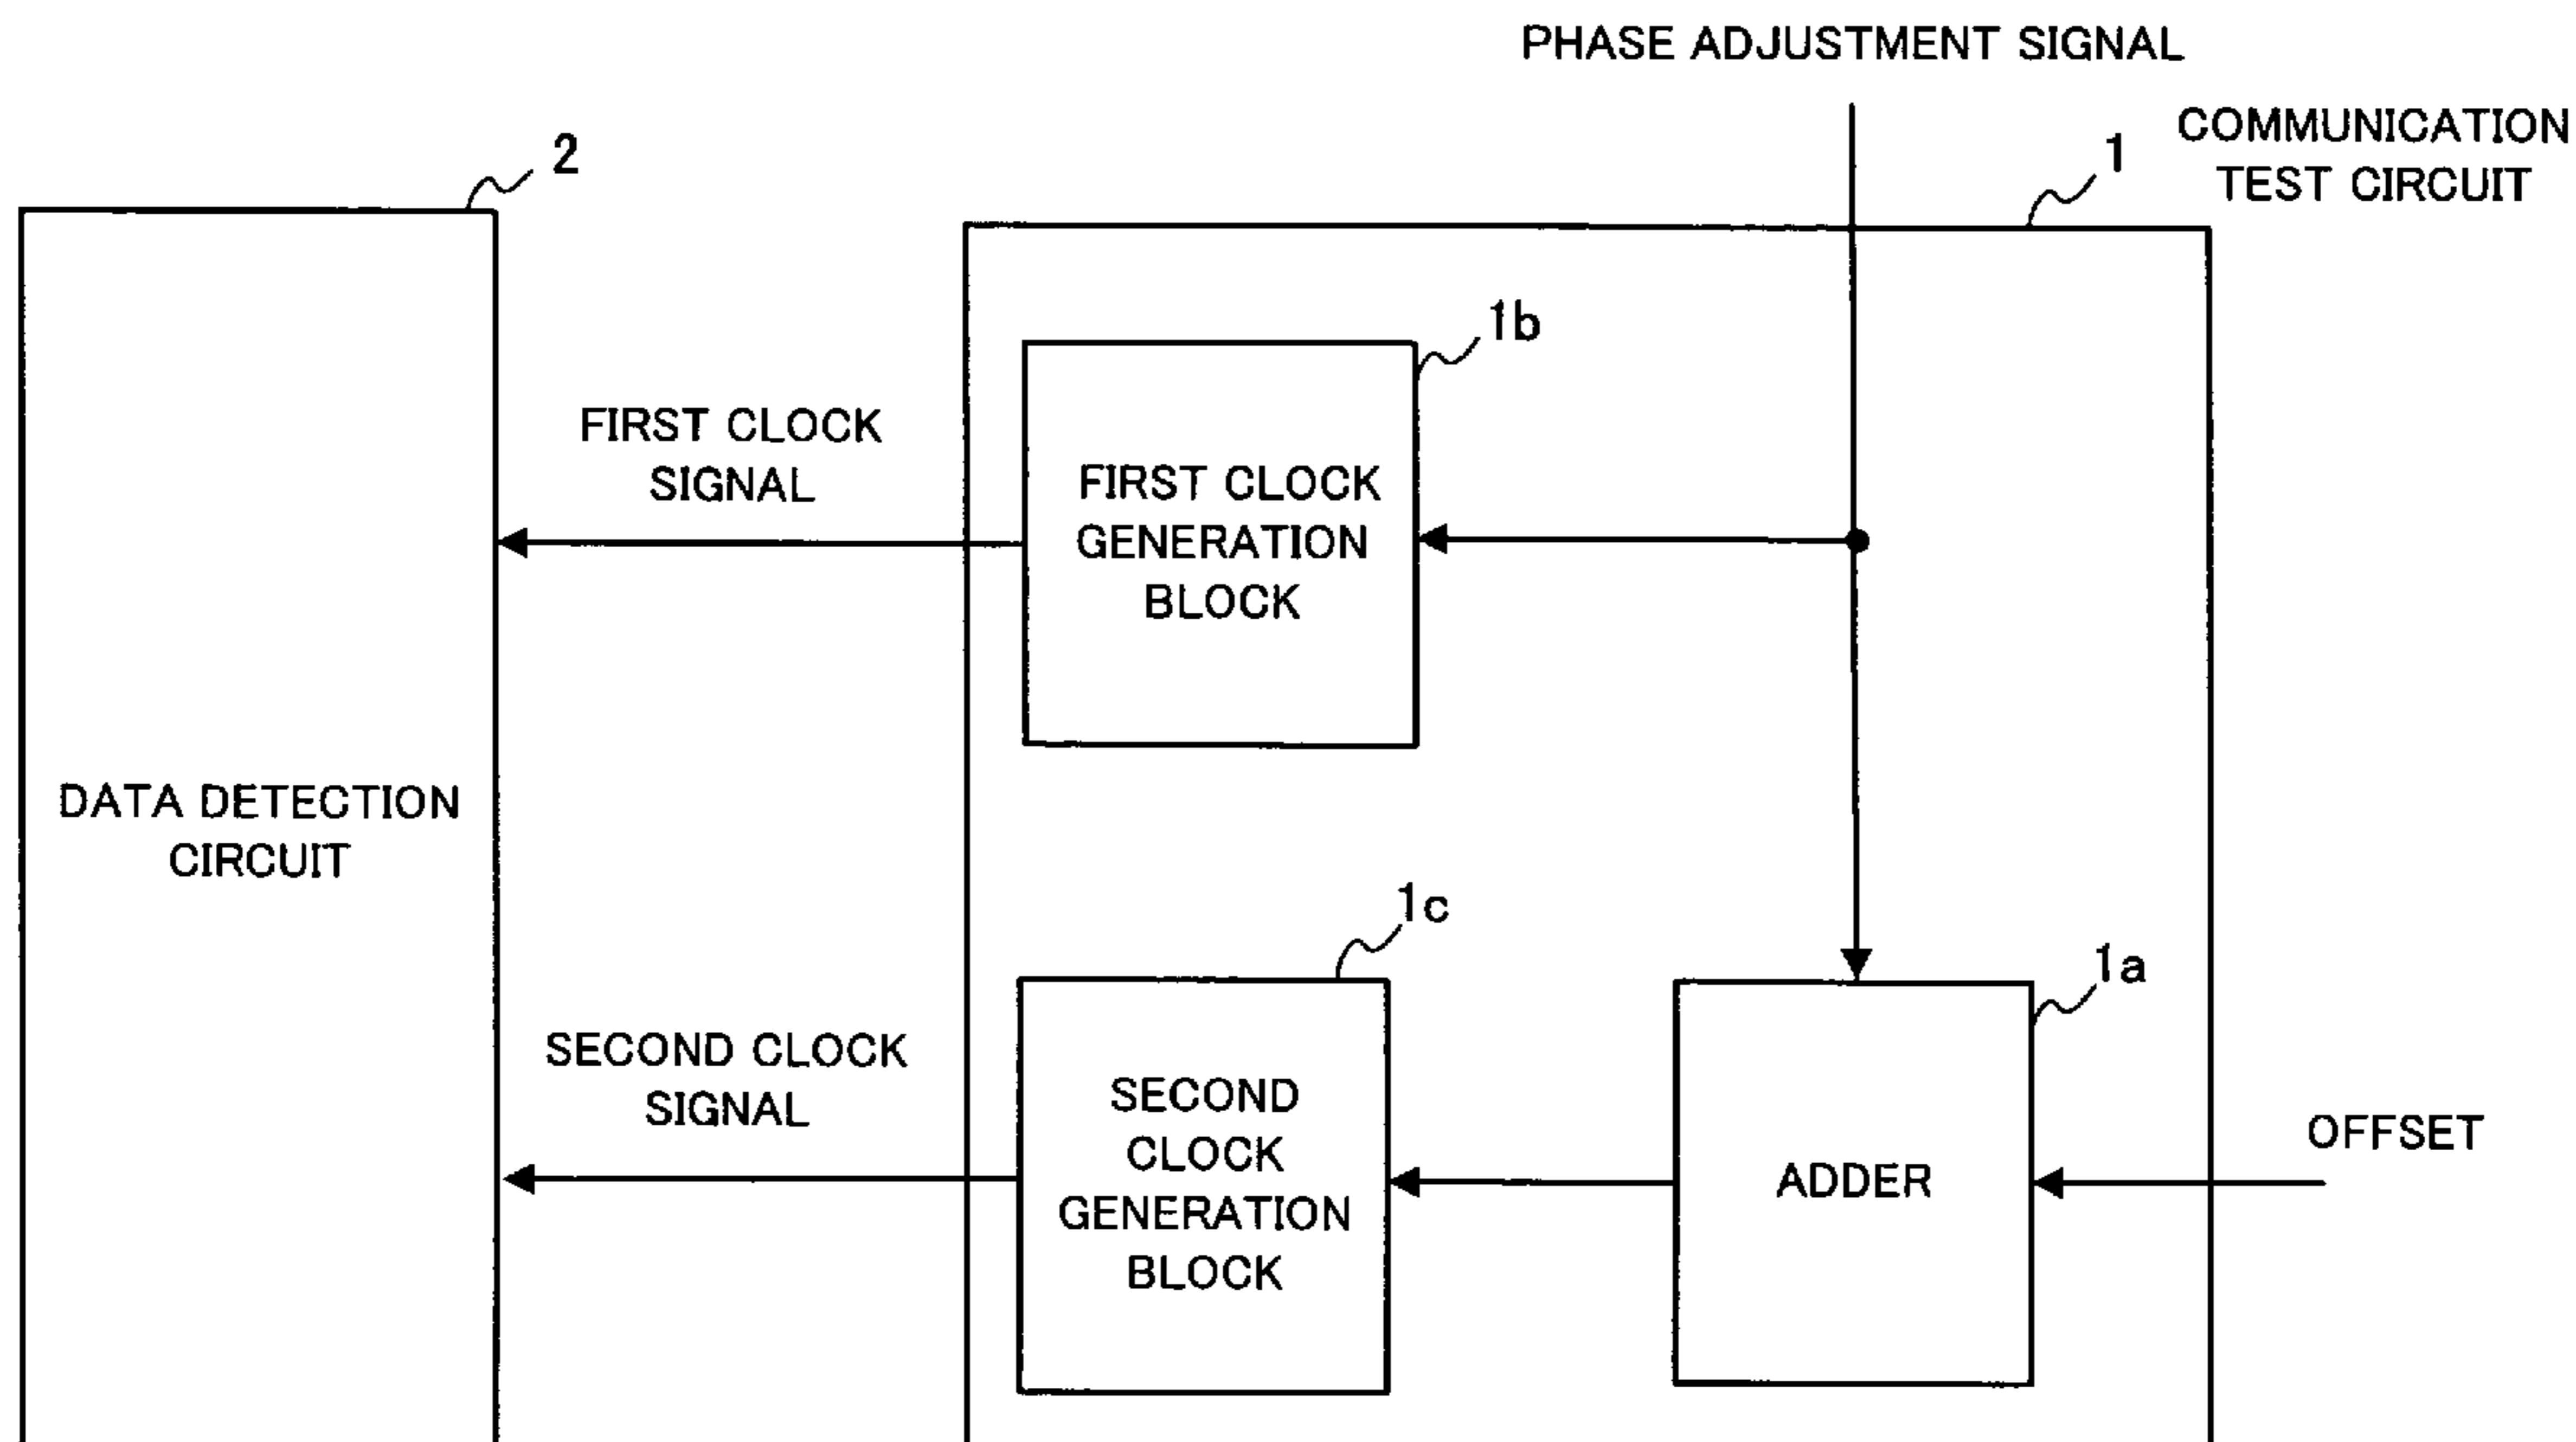 PHASE ADJUSTMENT SIGNAL
COMMUNICATION
TEST CIRCUIT
1
2
1b
FIRST CLOCK
SIGNAL
FIRST CLOCK
GENERATION
BLOCK
DATA DETECTION
CIRCUIT
1c
1a
SECOND CLOCK
SIGNAL
SECOND
CLOCK
GENERATION
BLOCK
ADDER
OFFSET